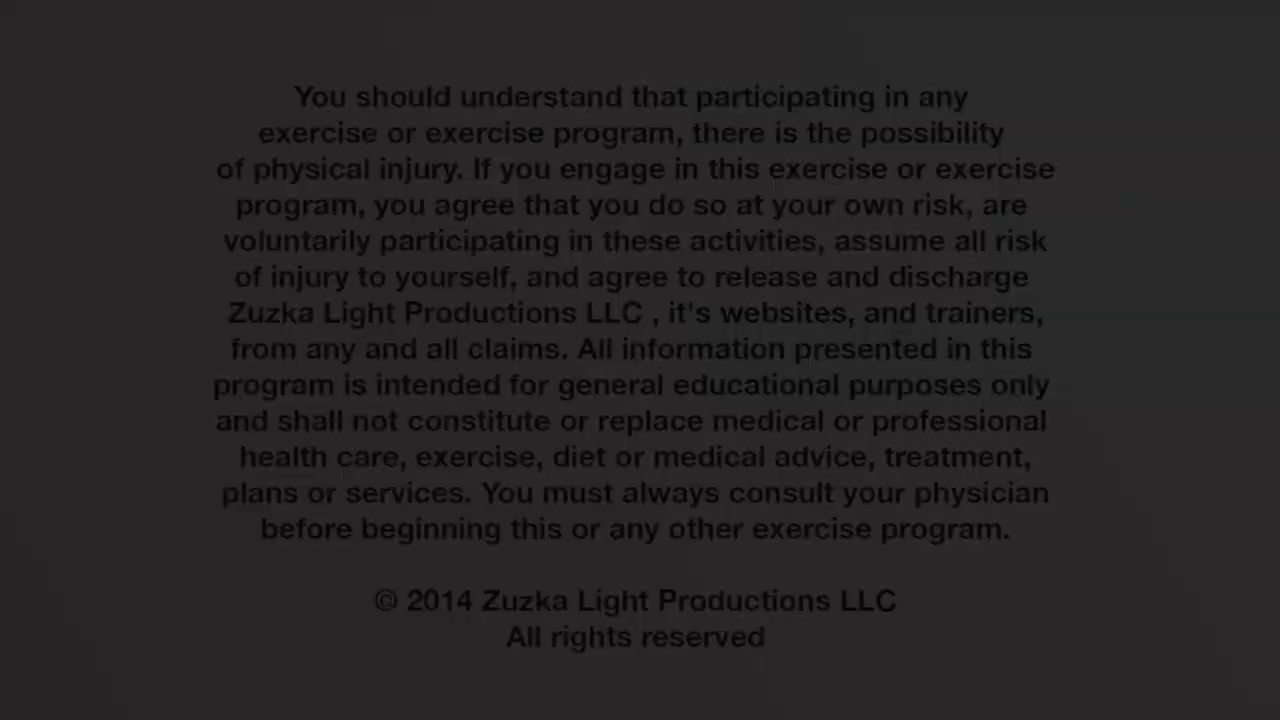 You should understand that participating in any
exercise or exercise program, there is the possibility
of physical injury. If you engage in this exercise or exercise
program, you agree that you do so at your own risk, are
voluntarily participating in these activities, assume all risk
of injury to yourself, and agree to release and discharge
Zuzka Light Productions LLC , it's websites, and trainers,
from any and all claims. All information presented in this
program is intended for general educational purposes only
and shall not constitute or replace medical or professional
health care, exercise, diet or medical advice, treatment,
plans or services. You must always consult your physician
before beginning this or any other exercise program.
© 2014 Zuzka Light Productions LLC
All rights reserved